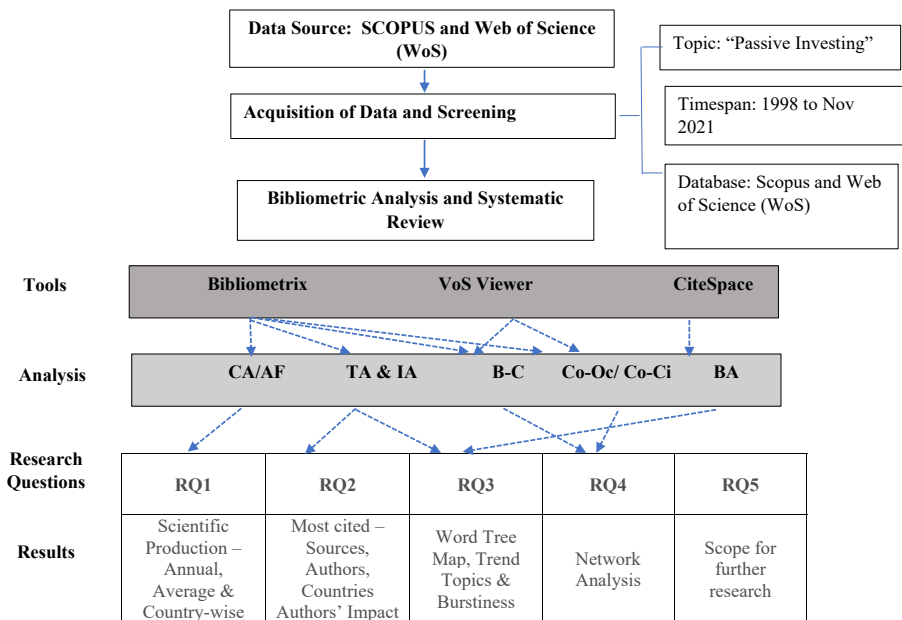 Data Source: SCOPUS and Web of Science
(WoS)
Topic: “Passive Investing”
Acquisition of Data and Screening
Timespan: 1998 to Nov
2021
Bibliometric Analysis and Systematic
Review
Database: Scopus and Web
of Science (WoS)
Tools
Bibliometrix
VoS Viewer
CiteSpace
Analysis
CA/AF
TA & IA
B-C
Co-Oc/ Co-Ci
BA
Research
Questions
RQ1
RQ2
RQ3
RQ4
RQ5
Results
Scientific
Production –
Annual,
Average &
Country-wise
Most cited –
Sources,
Authors,
Countries
Authors’ Impact
Word Tree
Map, Trend
Topics &
Burstiness
Network
Analysis
Scope for
further
research